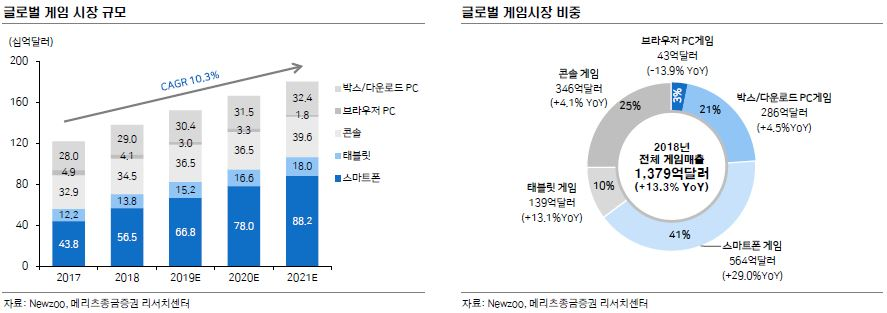 글로벌 게임 시장 규모
(십억달러)
200
160
120
80
40
0
CAGR 10.3%
28.0
4.9
32.9
12.2
43.8
29.0
4.1
34.5
13.8
56.5
30.4
3.0
36.5
15.2
66.8
31.5
3.3
36.5
16.6
78.0
32.4
1.8
39.6
18.0
88.2
2017
2018
2019E
2020E
2021E
박스/다운로드 PC
브라우저 PC
콘솔
태블릿
스마트폰
자료: Newzoo, 메리츠종금증권 리서치센터
글로벌 게임시장 비중
브라우저 PC게임
43억달러
(-13.9% YoY)
3%
박스/다운로드 PC게임
286억달러
(+4.5%YoY)
21%
스마트폰 게임
564억달러
(+29.0%YoY)
41%
태블릿 게임
139억달러
(+13.1%YoY)
10%
콘솔 게임
346억달러
(+4.1% YoY)
25%
2018년
전체 게임매출
1,379억달러
(+13.3% YoY)
자료: Newzoo, 메리츠종금증권 리서치센터